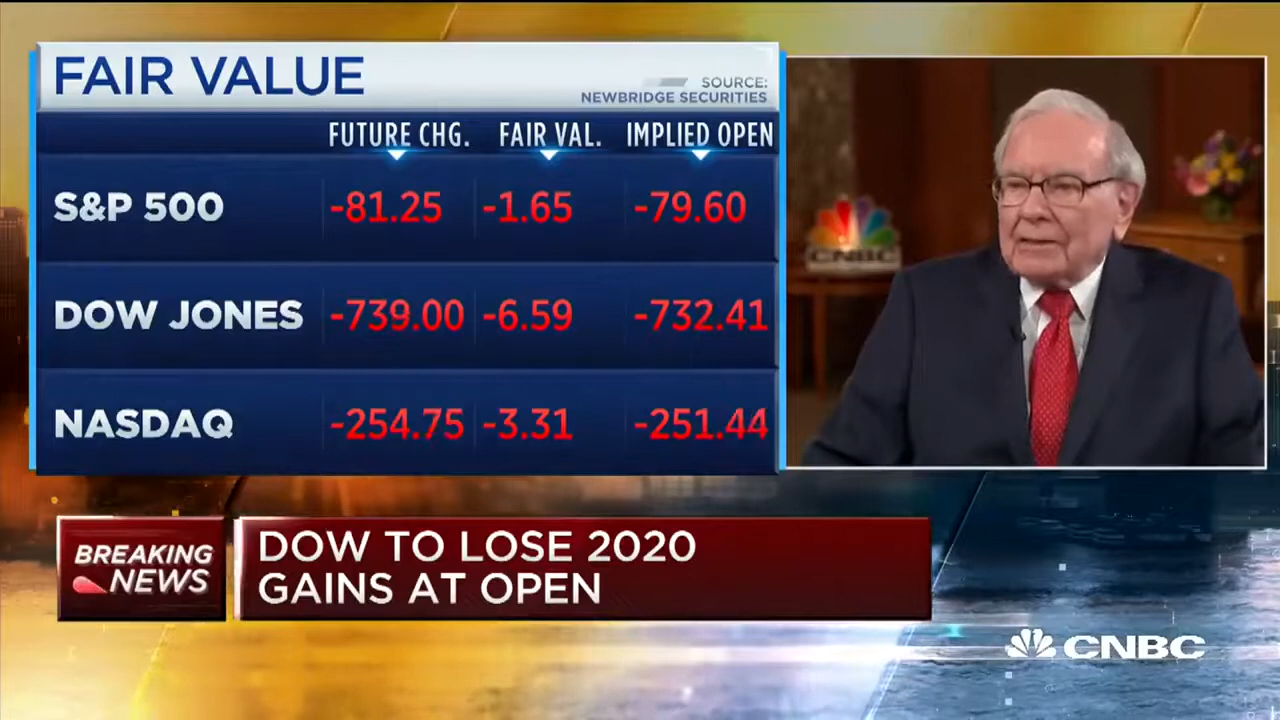 FAIR VALUE
SOURCE:
NEWBRIDGE SECURITIES
FUTURE CHG. FAIR VAL. IMPLIED OPEN
S&P 500 -81.25 -1.65 -79.60
DOW JONES -739.00 -6.59 -732.41
NASDAQ -254.75 -3.31 -251.44
CNBC
BREAKING
NEWS
DOW TO LOSE 2020
GAINS AT OPEN
CNBC